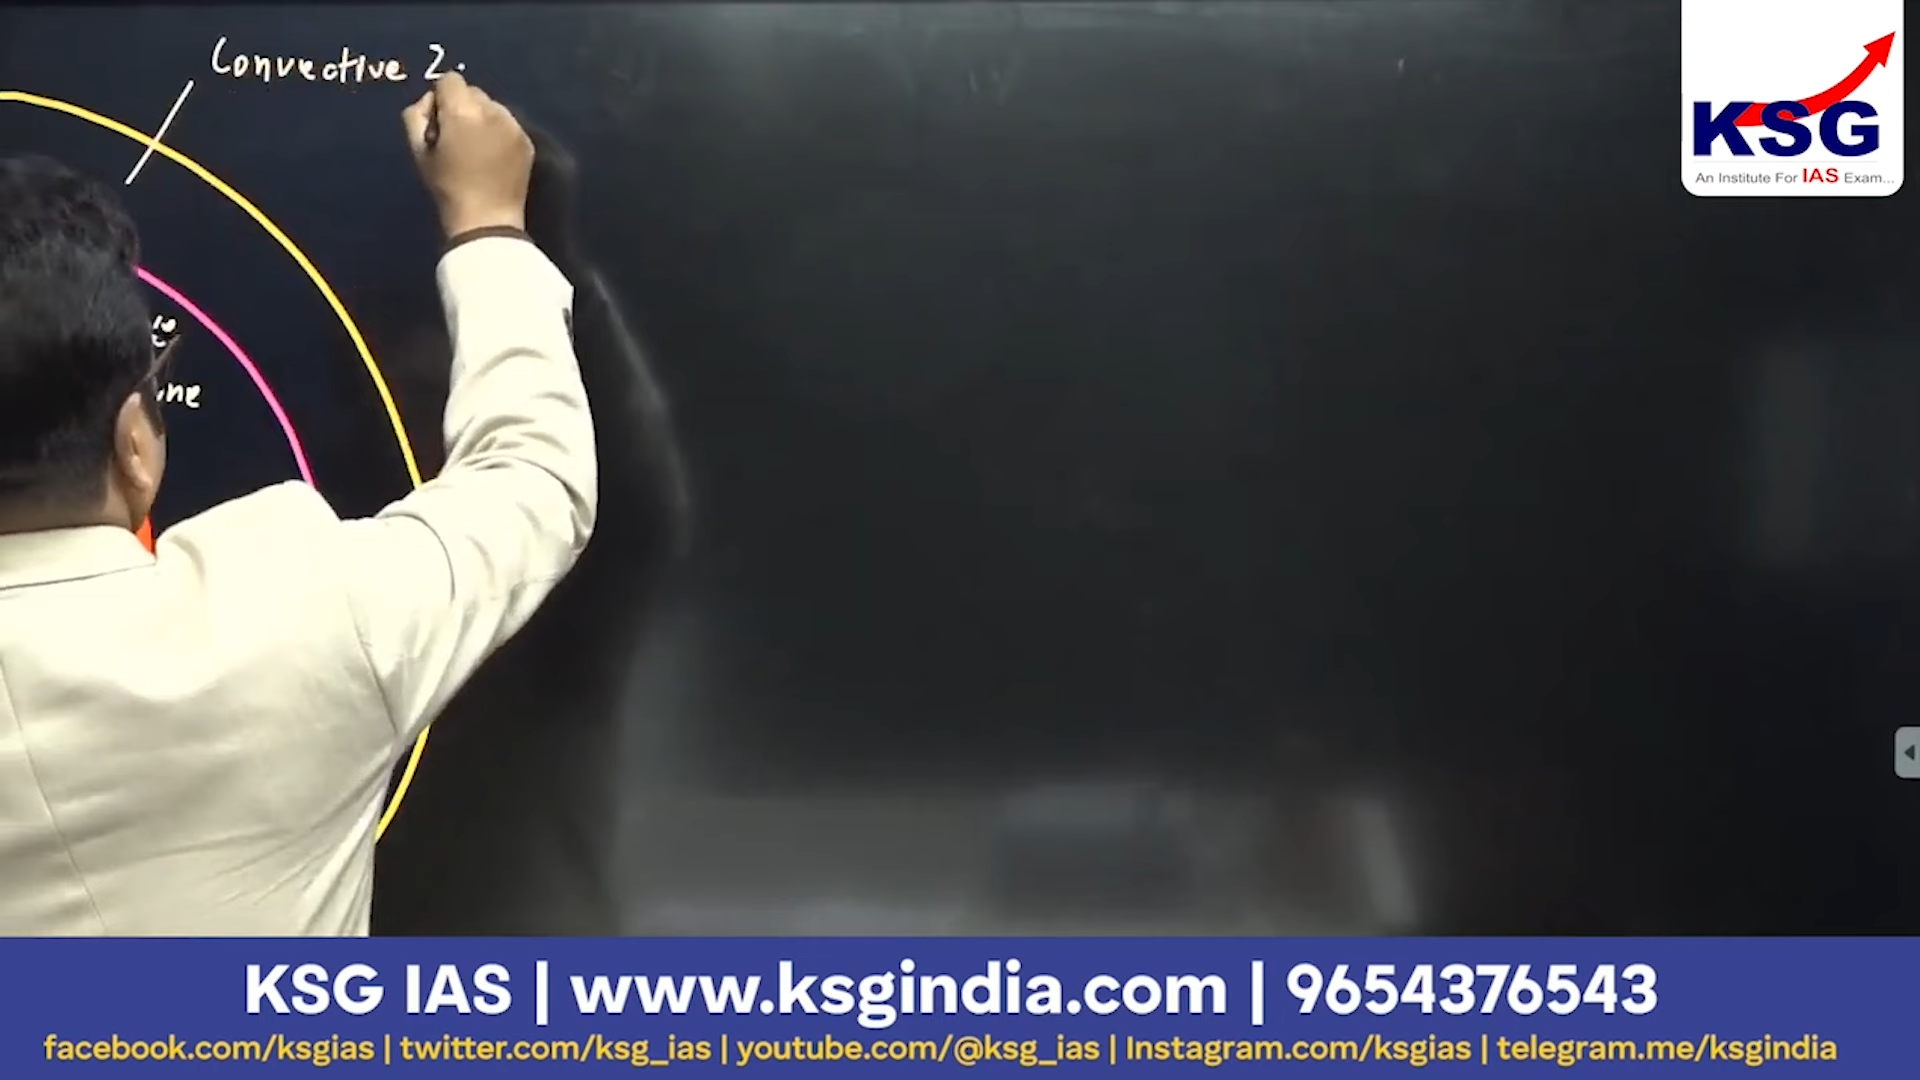 Convective Z
KSG
An Institute For IAS Exam...
KSG IAS | www.ksgindia.com | 9654376543
facebook.com/ksgias | twitter.com/ksg_ias | youtube.com/@ksg_ias | Instagram.com/ksgias | telegram.me/ksgindia